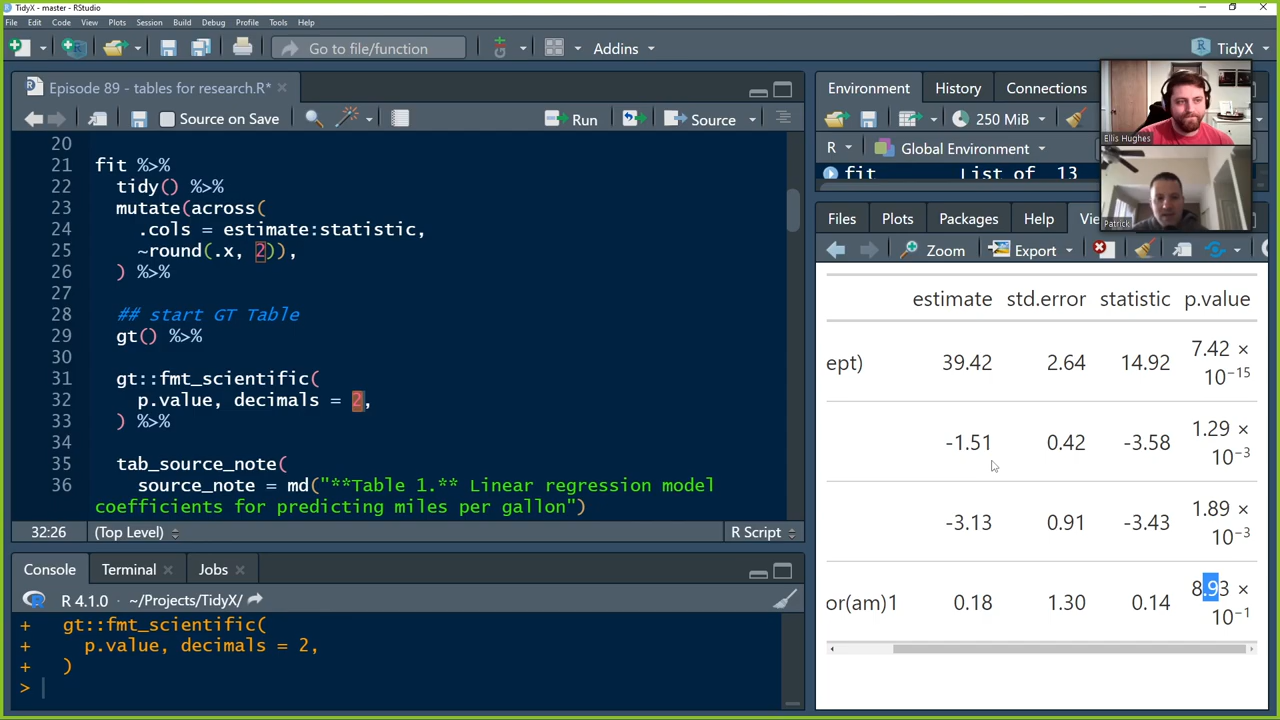 TidyX - master - RStudio
File Edit Code View Plots Session Build Debug Profile Tools Help
Go to file/function
Addins
TidyX
Episode 89 - tables for research.R*
Source on Save
Run
Source
20
21 fit %>%
22 tidy() %>%
23 mutate(across(
24 .cols = estimate:statistic,
25 ~round(.x, 2)),
26 ) %>%
27
28 ## start GT Table
29 gt() %>%
30
31 gt::fmt_scientific(
32 p.value, decimals = 2,
33 ) %>%
34
35 tab_source_note(
36 source_note = md("**Table 1.** Linear regression model
coefficients for predicting miles per gallon")
32:26 (Top Level) R Script
Console Terminal Jobs
R 4.1.0 · ~/Projects/TidyX/
+ gt::fmt_scientific(
+ p.value, decimals = 2,
+ )
>
Environment History Connections
250 MiB
R Global Environment
fit List of 13
Ellis Hughes
Patrick
Files Plots Packages Help
Zoom Export
estimate std.error statistic p.value
ept) 39.42 2.64 14.92 7.42 ×
10−15
-1.51 0.42 -3.58 1.29 ×
10−3
-3.13 0.91 -3.43 1.89 ×
10−3
or(am)1 0.18 1.30 0.14 8.93 ×
10−1